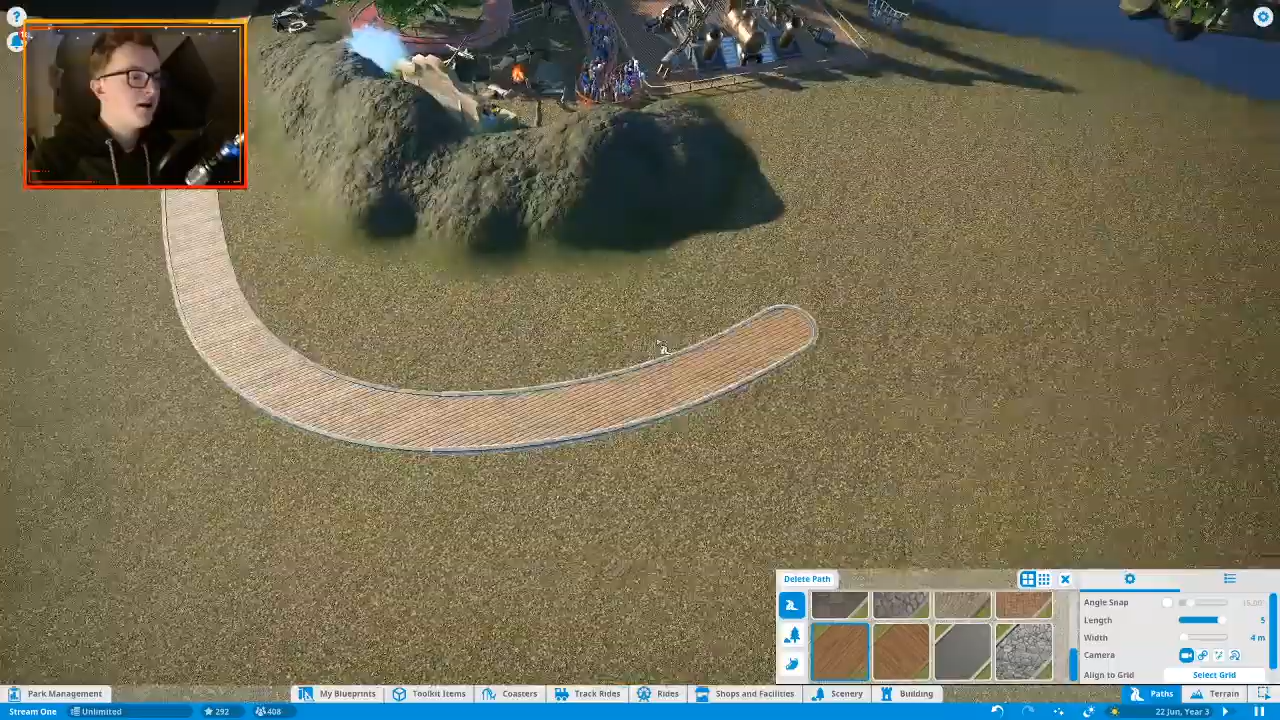 ?
Delete Path
Angle Snap 15.00°
Length 5
Width 4 m
Camera
Align to Grid Select Grid
Park Management My Blueprints Toolkit Items Coasters Track Rides Rides Shops and Facilities Scenery Building Paths Terrain
Stream One Unlimited 292 408 22 Jun, Year 3